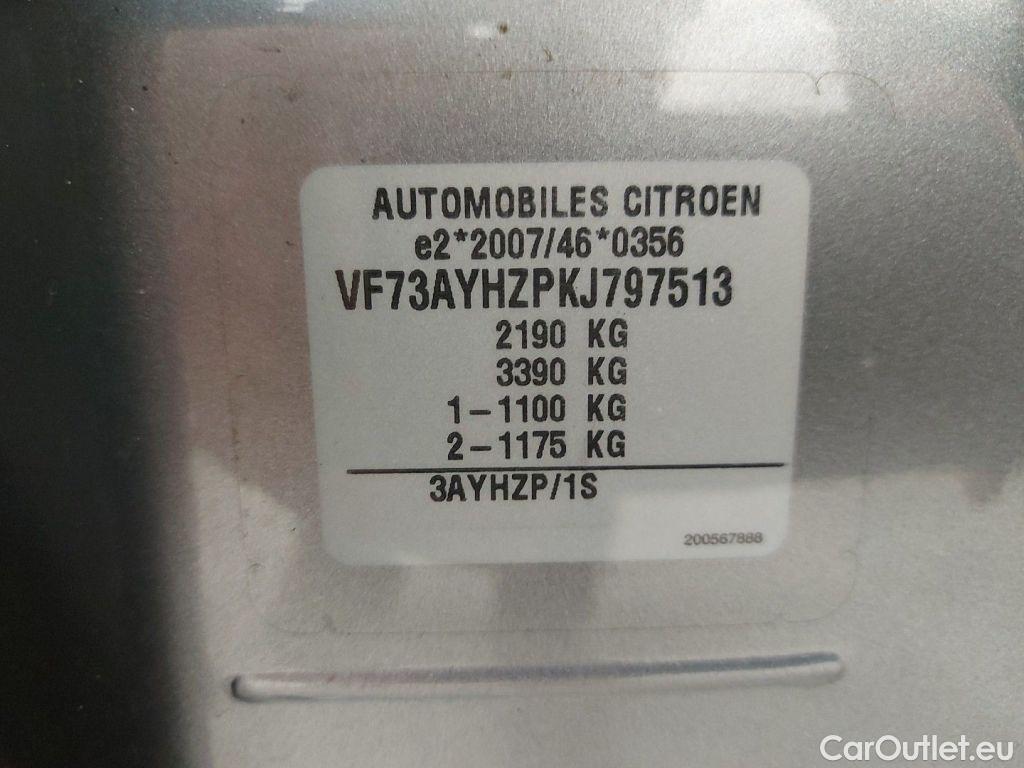 AUTOMOBILES CITROEN
e2*2007/46*0356
VF73AYHZPKJ797513
2190 KG
3390 KG
1-1100 KG
2-1175 KG
3AYHZP/1S
200567888
CarOutlet.eu